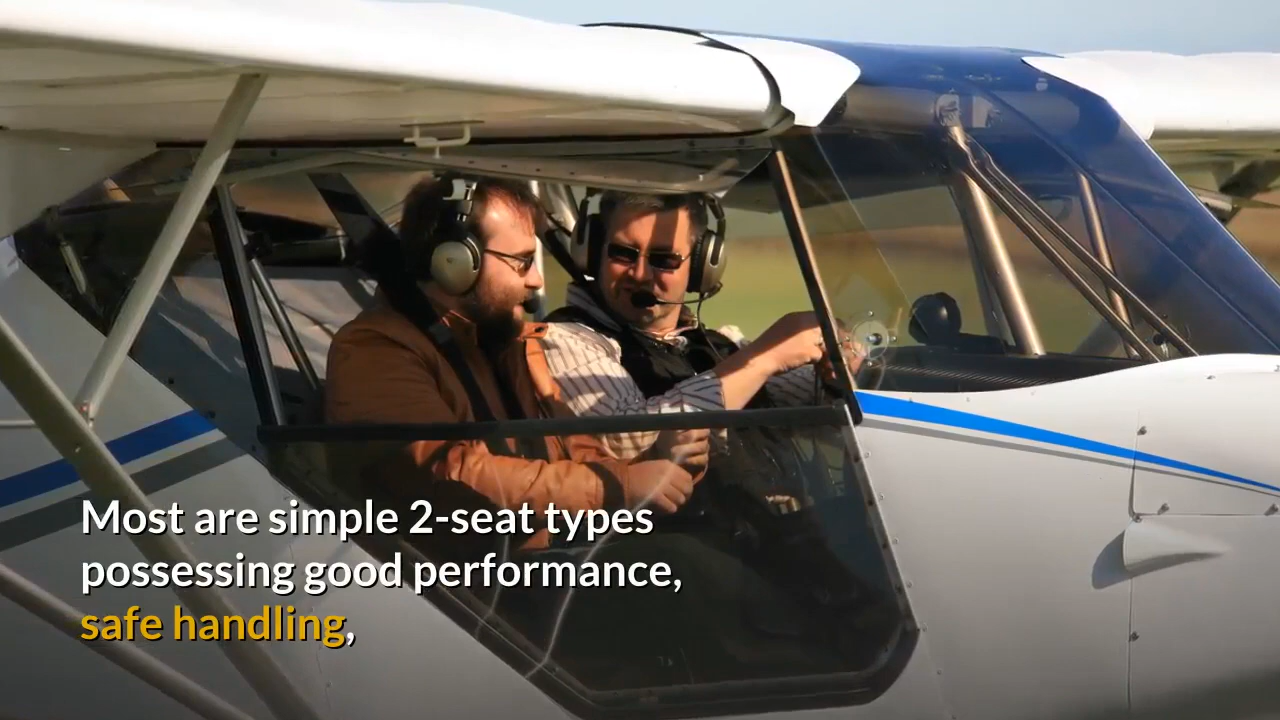 Most are simple 2-seat types
possessing good performance,
safe handling,